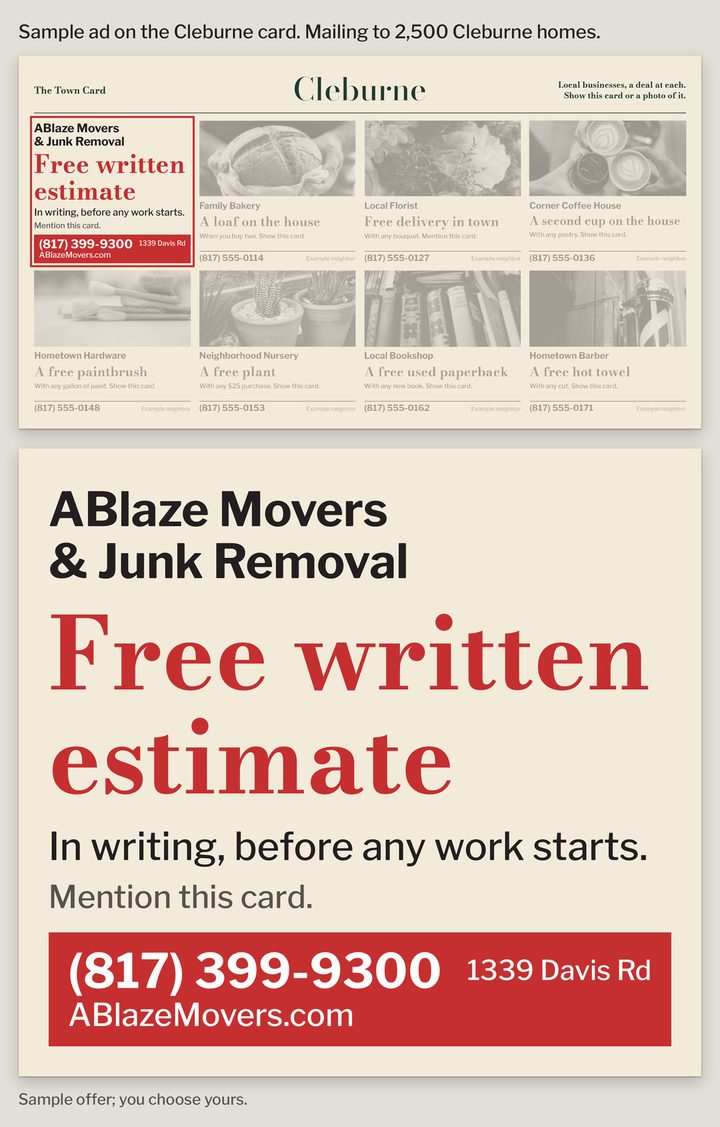 Sample ad on the Cleburne card. Mailing to 2,500 Cleburne homes.
The Town Card
Cleburne
Local businesses, a deal at each.
Show this card or a photo of it.
ABlaze Movers
& Junk Removal
Free written
estimate
In writing, before any work starts.
Mention this card.
(817) 399-9300 1339 Davis Rd
ABlazeMovers.com
Family Bakery
A loaf on the house
When you buy two. Show this card.
(817) 555-0114 Example neighbor
Local Florist
Free delivery in town
With any bouquet. Mention this card.
(817) 555-0127 Example neighbor
Corner Coffee House
A second cup on the house
With any pastry. Show this card.
(817) 555-0136 Example neighbor
Hometown Hardware
A free paintbrush
With any gallon of paint. Show this card.
(817) 555-0148 Example neighbor
Neighborhood Nursery
A free plant
With any $25 purchase. Show this card.
(817) 555-0153 Example neighbor
Local Bookshop
A free used paperback
With any new book. Show this card.
(817) 555-0162 Example neighbor
Hometown Barber
A free hot towel
With any cut. Show this card.
(817) 555-0171 Example neighbor
ABlaze Movers
& Junk Removal
Free written
estimate
In writing, before any work starts.
Mention this card.
(817) 399-9300 1339 Davis Rd
ABlazeMovers.com
Sample offer; you choose yours.